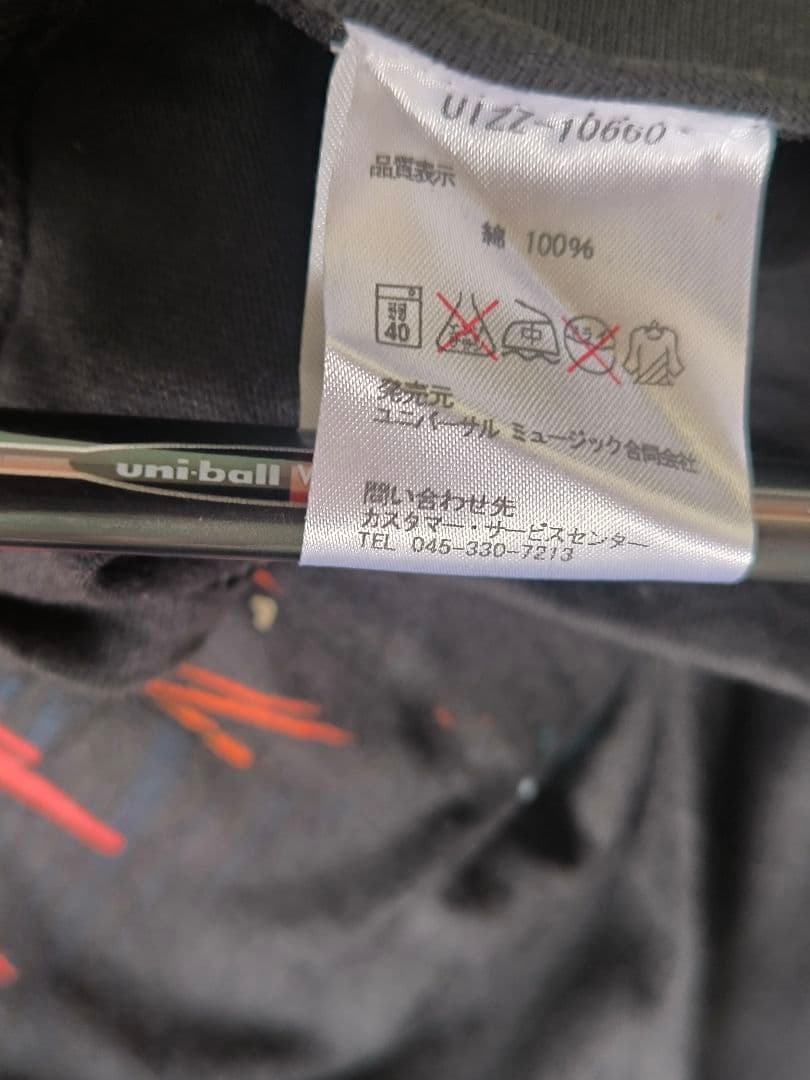 UIZZ-10660
品質表示
綿 100%
弱
40
中
発売元
ユニバーサル ミュージック合同会社
uni-ball
問い合わせ先
カスタマー・サービスセンター
TEL 045-330-7213